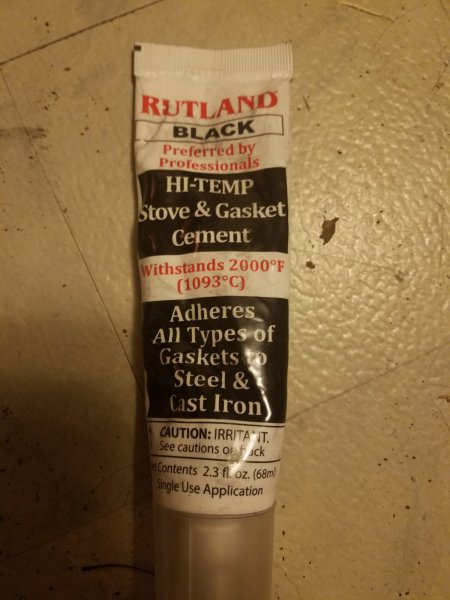 RUTLAND
BLACK
Preferred by
Professionals
HI-TEMP
Stove & Gasket
Cement
Withstands 2000°F
(1093°C)
Adheres
All Types of
Gaskets to
Steel &
Cast Iron
CAUTION: IRRITANT.
See cautions on back
Contents 2.3 fl. oz. (68ml)
Single Use Application